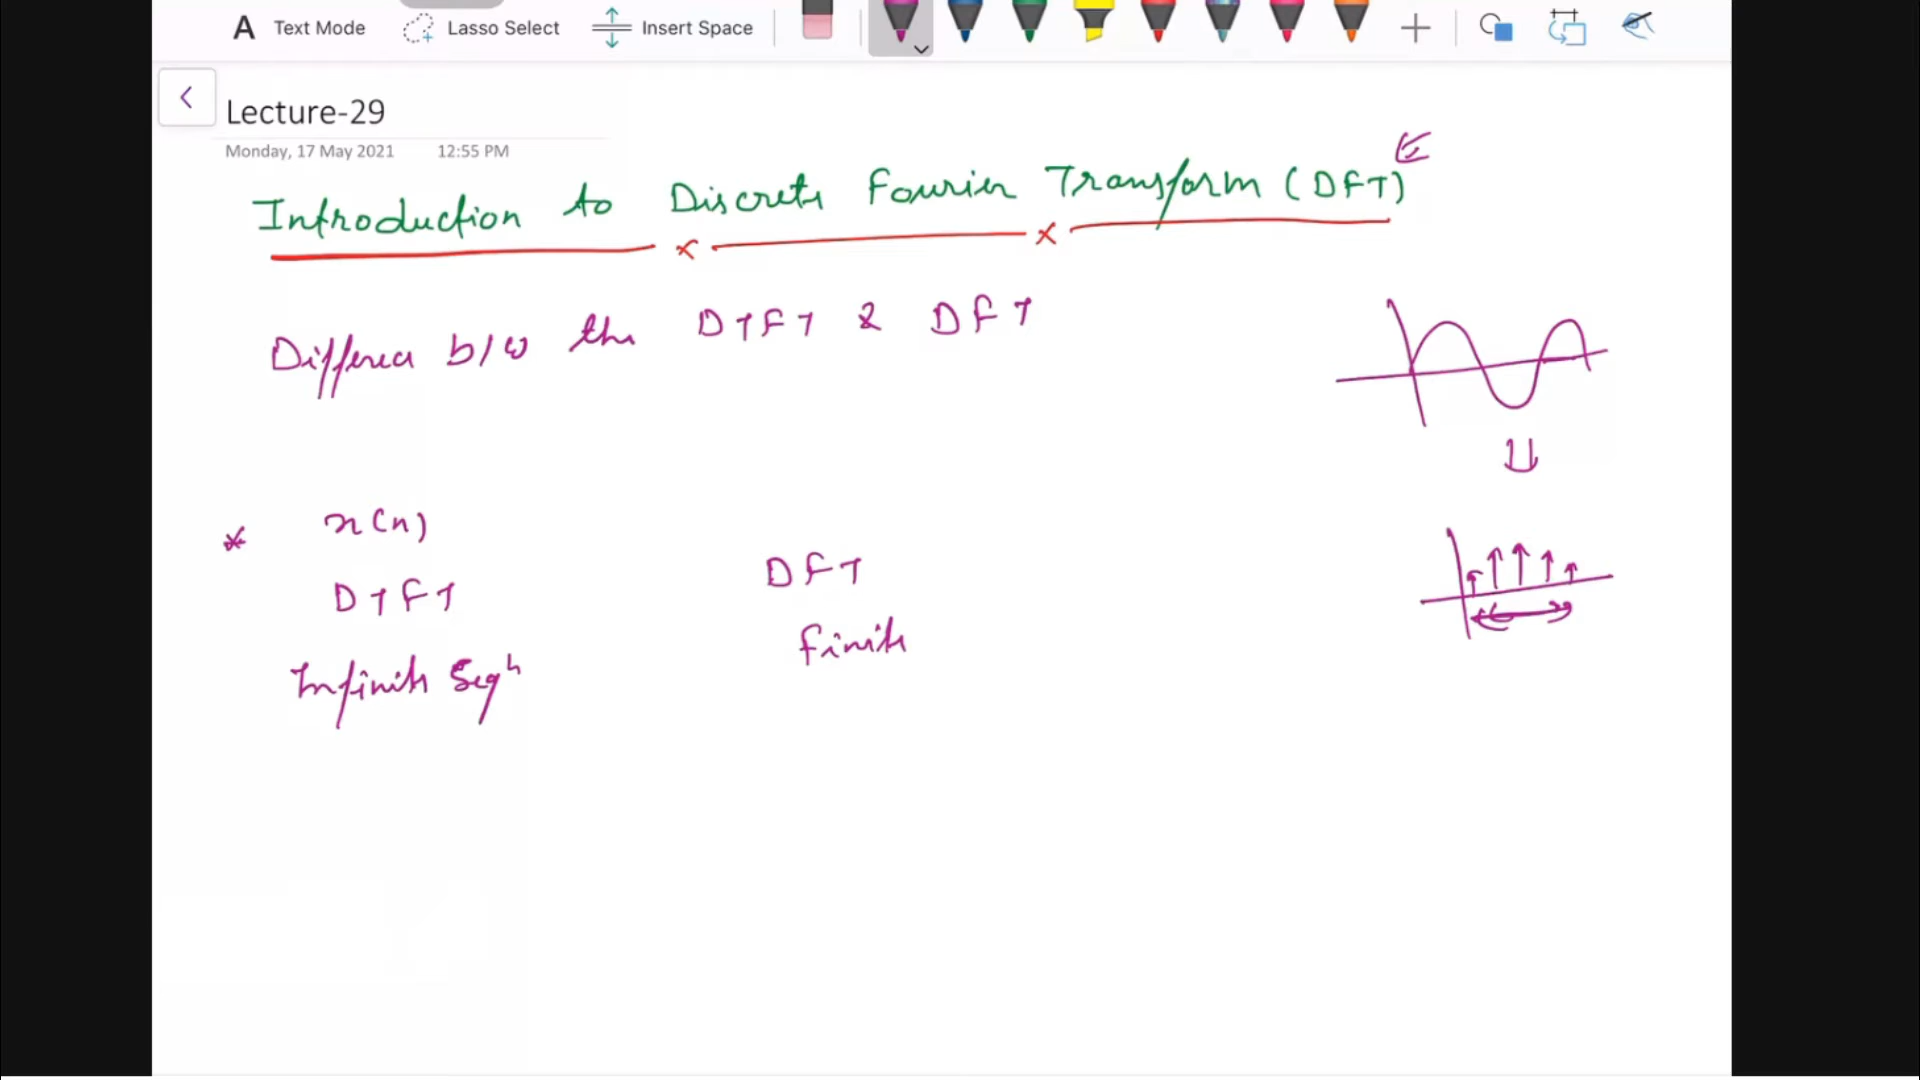 A Text Mode Lasso Select Insert Space
Lecture-29
Monday, 17 May 2021 12:55 PM
Introduction to Discrete Fourier Transform (DFT)
Differnce b/w the DTFT & DFT
* x(n)
DTFT DFT
Infinite Seqⁿ finite